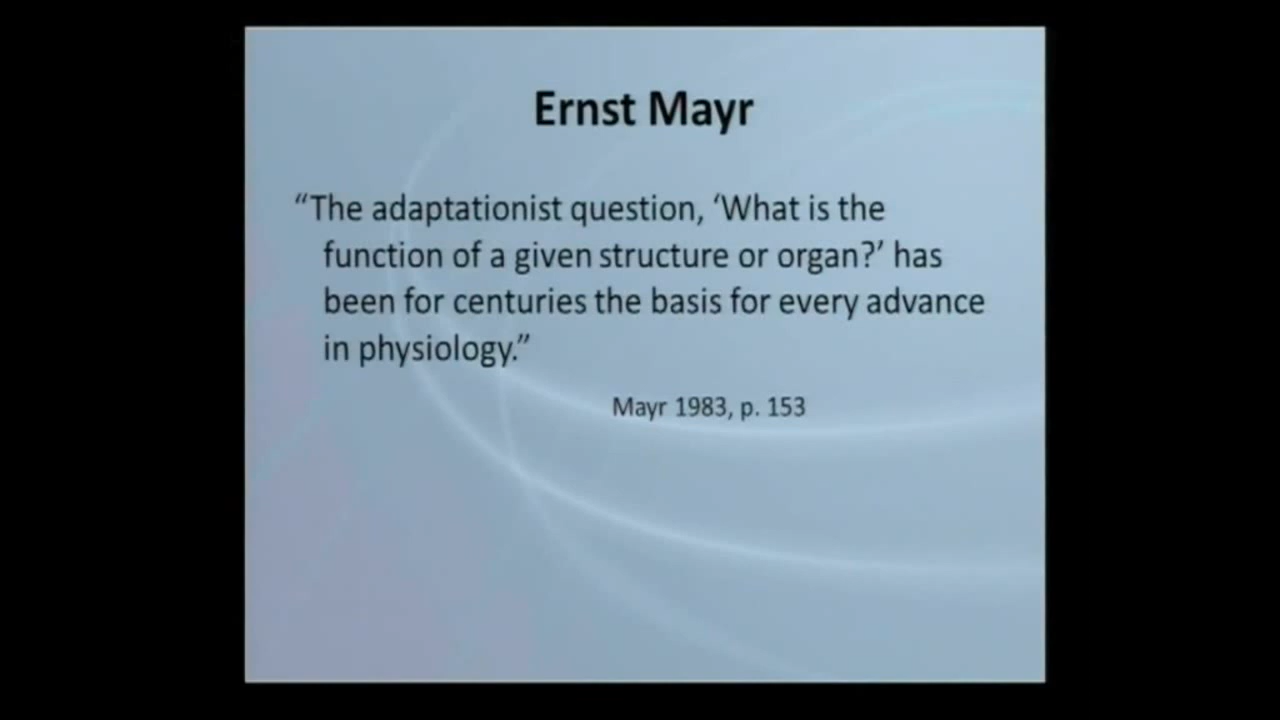 Ernst Mayr
“The adaptationist question, ‘What is the
function of a given structure or organ?’ has
been for centuries the basis for every advance
in physiology.”
Mayr 1983, p. 153